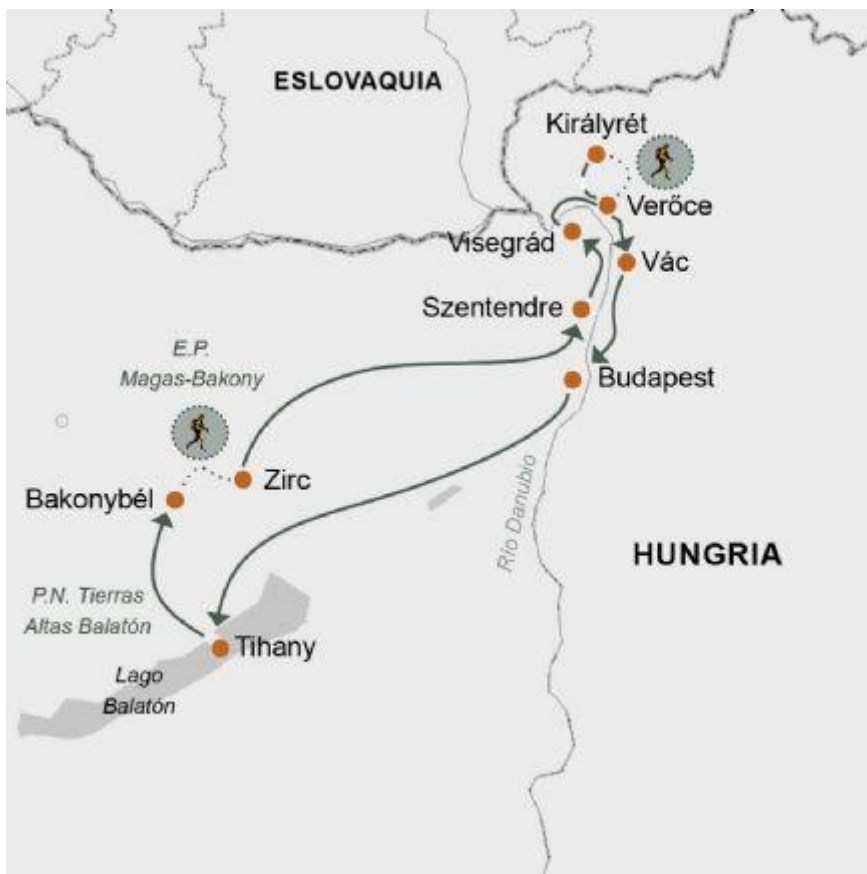 ESLOVAQUIA
Királyrét
Verőce
Visegrád
Vác
Szentendre
E.P.
Magas-Bakony
Budapest
Zirc
Bakonybél
Río Danubio
HUNGRIA
P.N. Tierras
Altas Balatón
Tihany
Lago
Balatón